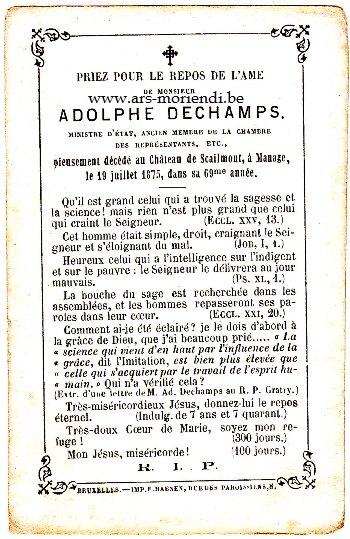 PRIEZ POUR LE REPOS DE L'AME
DE MONSIEUR
www.ars-moriendi.be
ADOLPHE DECHAMPS.
MINISTRE D'ÉTAT, ANCIEN MEMBRE DE LA CHAMBRE
DES REPRÉSENTANTS, ETC.,
pieusement décédé au Château de Scailmont, à Manage,
le 19 juillet 1875, dans sa 69me année.
Qu'il est grand celui qui a trouvé la sagesse et
la science! mais rien n'est plus grand que celui
qui craint le Seigneur. (ECCL. XXV, 13.)
Cet homme était simple, droit, craignant le Sei-
gneur et s'éloignant du mal. (JOB, I, 1.)
Heureux celui qui a l'intelligence sur l'indigent
et sur le pauvre : le Seigneur le délivrera au jour
mauvais. (PS. XL, 1.)
La bouche du sage est recherchée dans les
assemblées, et les hommes repasseront ses pa-
roles dans leur cœur. (ECCL. XXI, 20.)
Comment ai-je été éclairé? je le dois d'abord à
la grâce de Dieu, que j'ai beaucoup prié..... « La
« science qui vient d'en haut par l'influence de la
« grâce, dit l'Imitation, est bien plus élevée que
« celle qui s'acquiert par le travail de l'esprit hu-
« main. » Qui n'a vérifié cela?
(Extr. d'une lettre de M. Ad. Dechamps au R. P. Gratry.)
Très-miséricordieux Jésus, donnez-lui le repos
éternel. (Indulg. de 7 ans et 7 quarant.)
Très-doux Cœur de Marie, soyez mon re-
fuge! (300 jours.)
Mon Jésus, miséricorde! (100 jours.)
R. I. P.
BRUXELLES.—IMP. F. HAENEN, RUE DES PAROISSIENS,